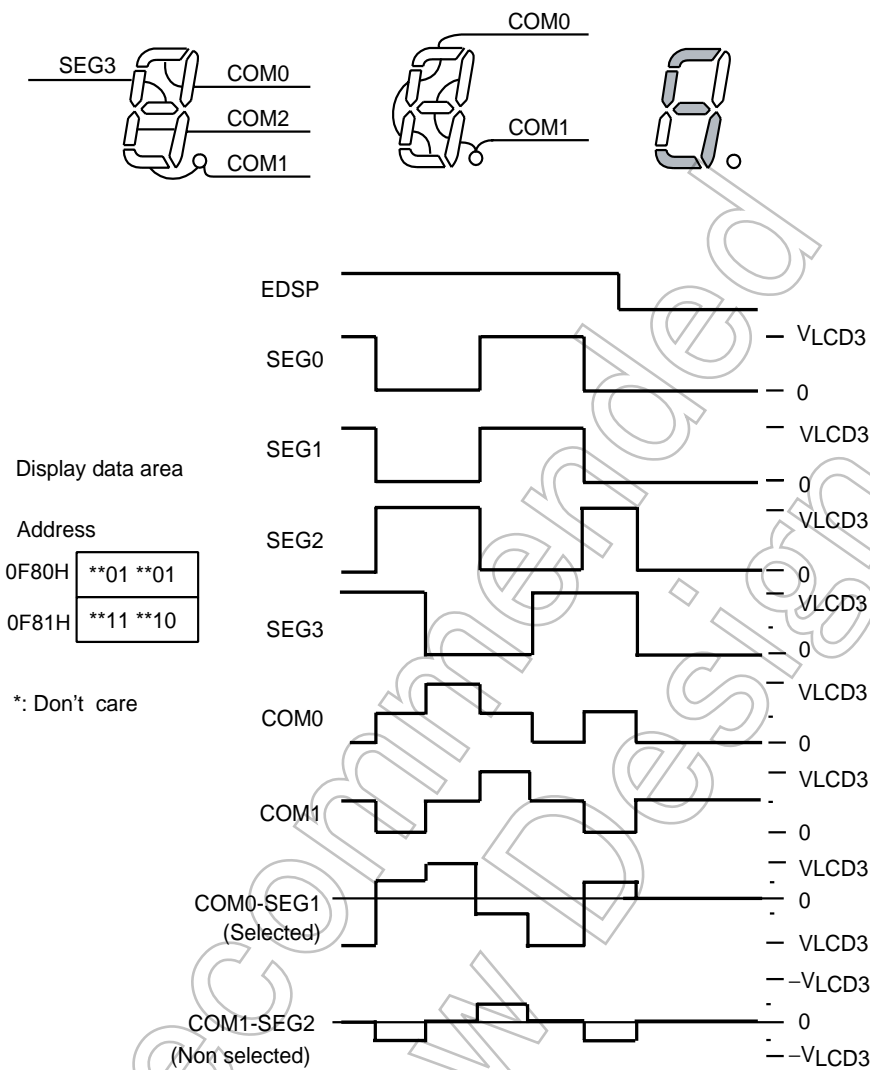 COM0
SEG3
COM0
COM2
COM1
COM1
EDSP
VLCD3
SEG0
0
VLCD3
SEG1
Display data area
0
VLCD3
Address
SEG2
0F80H **01 **01
0
VLCD3
0F81H **11 **10
SEG3
0
*: Don't care
VLCD3
COM0
0
VLCD3
COM1
0
VLCD3
COM0-SEG1
0
(Selected)
VLCD3
−VLCD3
COM1-SEG2
0
(Non selected)
−VLCD3
ecommended
w Design